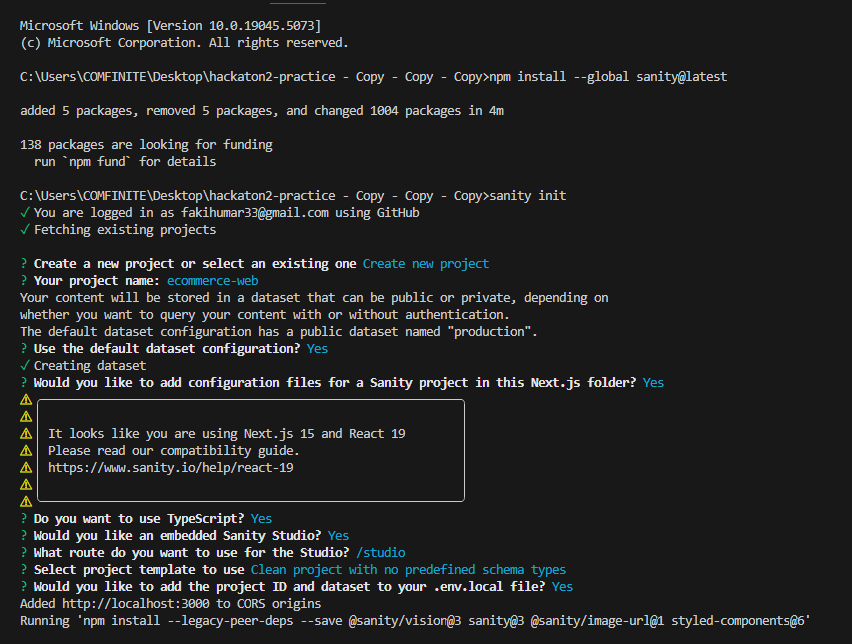 Microsoft Windows [Version 10.0.19045.5073]
(c) Microsoft Corporation. All rights reserved.
C:\Users\COMFINITE\Desktop\hackaton2-practice - Copy - Copy - Copy>npm install --global sanity@latest
added 5 packages, removed 5 packages, and changed 1004 packages in 4m
138 packages are looking for funding
  run `npm fund` for details
C:\Users\COMFINITE\Desktop\hackaton2-practice - Copy - Copy - Copy>sanity init
✓ You are logged in as fakihumar33@gmail.com using GitHub
✓ Fetching existing projects
? Create a new project or select an existing one Create new project
? Your project name: ecommerce-web
Your content will be stored in a dataset that can be public or private, depending on
whether you want to query your content with or without authentication.
The default dataset configuration has a public dataset named "production".
? Use the default dataset configuration? Yes
✓ Creating dataset
? Would you like to add configuration files for a Sanity project in this Next.js folder? Yes
It looks like you are using Next.js 15 and React 19
Please read our compatibility guide.
https://www.sanity.io/help/react-19
? Do you want to use TypeScript? Yes
? Would you like an embedded Sanity Studio? Yes
? What route do you want to use for the Studio? /studio
? Select project template to use Clean project with no predefined schema types
? Would you like to add the project ID and dataset to your .env.local file? Yes
Added http://localhost:3000 to CORS origins
Running 'npm install --legacy-peer-deps --save @sanity/vision@3 sanity@3 @sanity/image-url@1 styled-components@6'